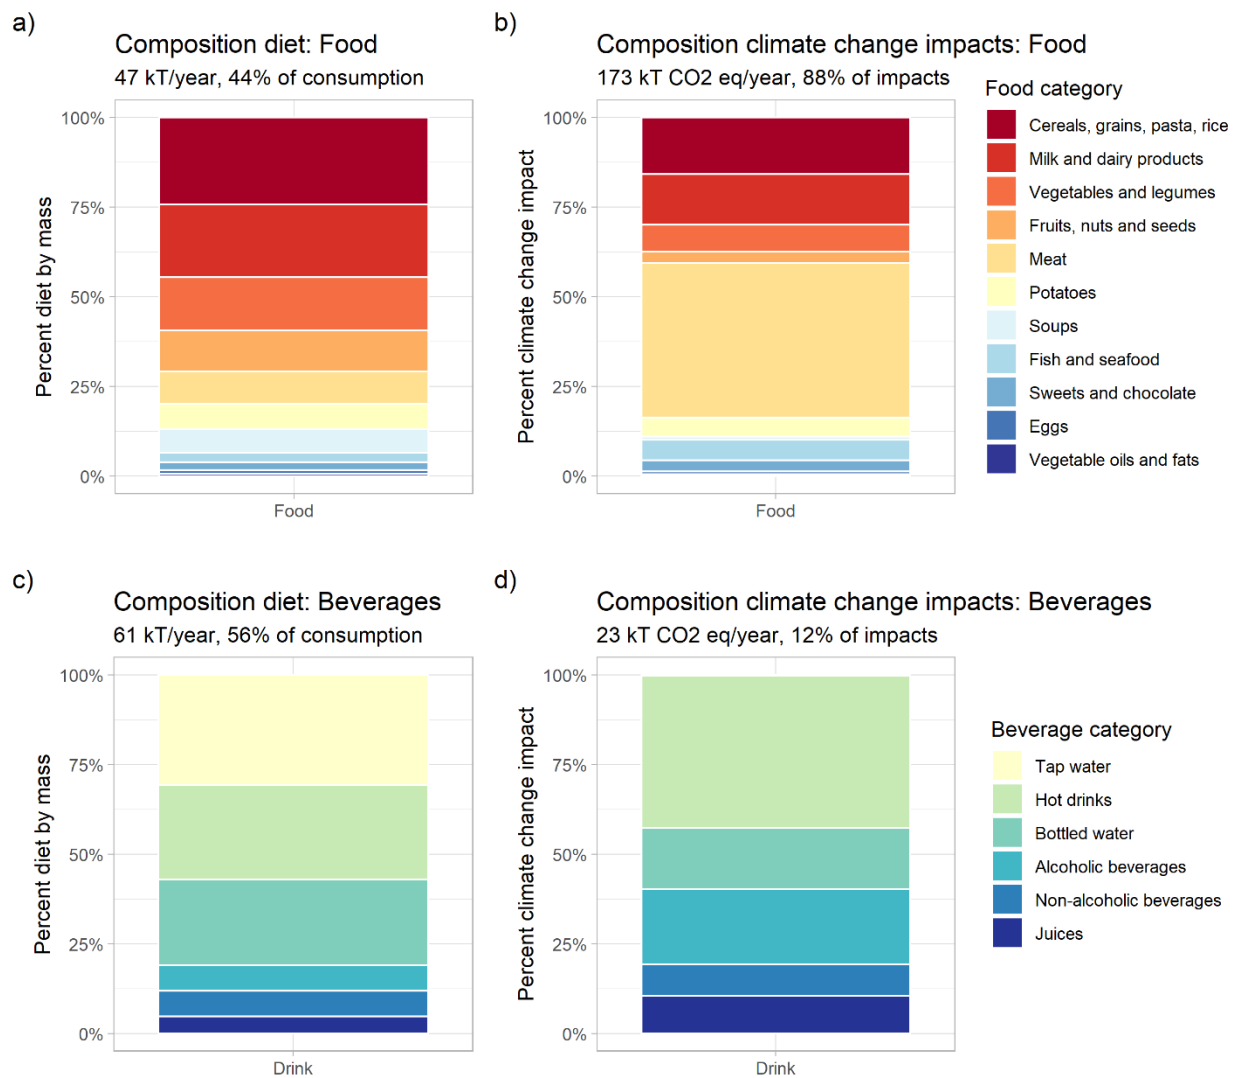 a)
Composition diet: Food
47 kT/year, 44% of consumption
100%
75%
50%
25%
0%
Percent diet by mass
Food
b)
Composition climate change impacts: Food
173 kT CO2 eq/year, 88% of impacts
100%
75%
50%
25%
0%
Percent climate change impact
Food
Food category
Cereals, grains, pasta, rice
Milk and dairy products
Vegetables and legumes
Fruits, nuts and seeds
Meat
Potatoes
Soups
Fish and seafood
Sweets and chocolate
Eggs
Vegetable oils and fats
c)
Composition diet: Beverages
61 kT/year, 56% of consumption
100%
75%
50%
25%
0%
Percent diet by mass
Drink
d)
Composition climate change impacts: Beverages
23 kT CO2 eq/year, 12% of impacts
100%
75%
50%
25%
0%
Percent climate change impact
Drink
Beverage category
Tap water
Hot drinks
Bottled water
Alcoholic beverages
Non-alcoholic beverages
Juices